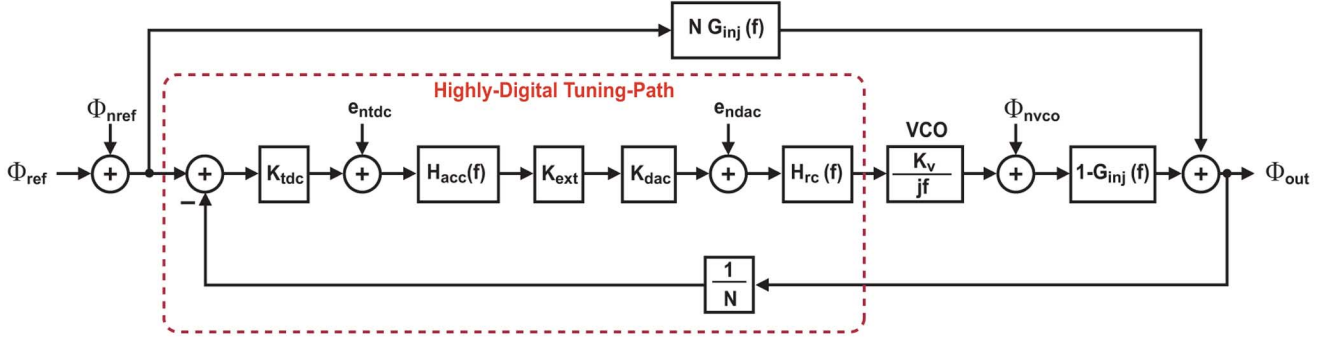 N G_inj (f)
Highly-Digital Tuning-Path
Φ_nref
e_ntdc
e_ndac
VCO
Φ_nvco
Φ_ref
+
+
K_tdc
+
H_acc(f)
K_ext
K_dac
+
H_rc (f)
K_v
jf
+
1-G_inj (f)
+
Φ_out
−
1
N